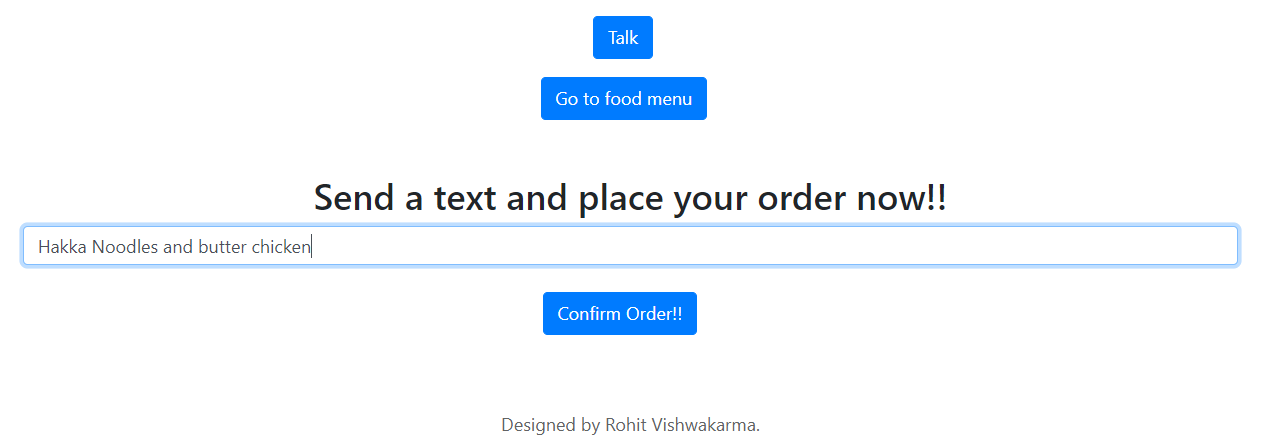 Talk
Go to food menu
Send a text and place your order now!!
Hakka Noodles and butter chicken
Confirm Order!!
Designed by Rohit Vishwakarma.